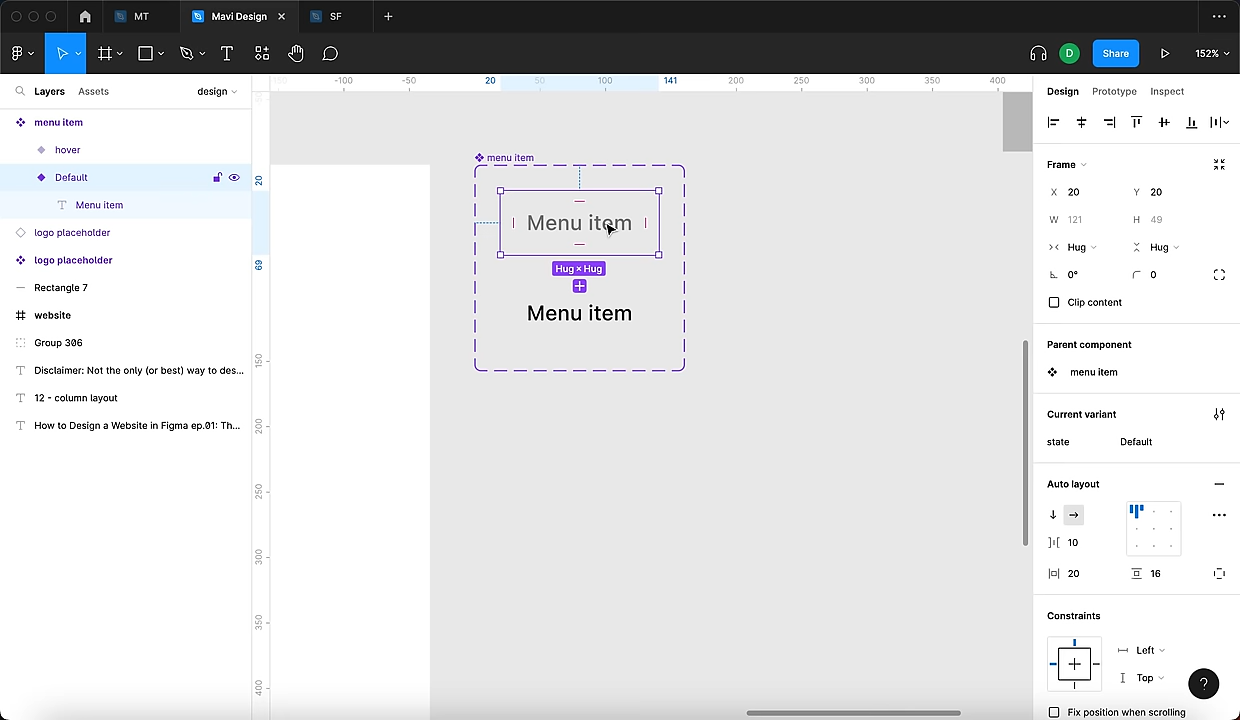 MT
Mavi Design
SF
Share
152%
D
Layers
Assets
design
-100
-50
20
50
100
141
200
250
300
350
400
Design
Prototype
Inspect
menu item
hover
Default
Menu item
logo placeholder
logo placeholder
Rectangle 7
website
Group 306
Disclaimer: Not the only (or best) way to des...
12 - column layout
How to Design a Website in Figma ep.01: Th...
20
69
150
200
250
300
350
400
menu item
Menu item
Hug × Hug
Menu item
Frame
X 20 Y 20
W 121 H 49
Hug Hug
0° 0
Clip content
Parent component
menu item
Current variant
state Default
Auto layout
10
20 16
Constraints
Left
Top
Fix position when scrolling
?